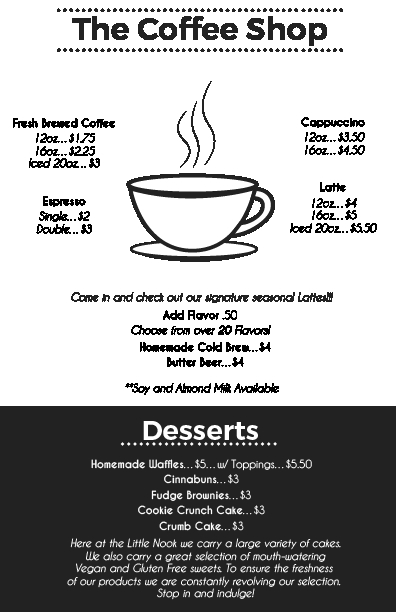 The Coffee Shop
Fresh Brewed Coffee
12oz...$1.75
16oz...$2.25
Iced 20oz...$3
Espresso
Single...$2
Double...$3
Cappuccino
12oz...$3.50
16oz...$4.50
Latte
12oz...$4
16oz...$5
Iced 20oz...$5.50
Come in and check out our signature seasonal Lattes!!!
Add Flavor .50
Choose from over 20 Flavors!
Homemade Cold Brew...$4
Butter Beer...$4
**Soy and Almond Milk Available
Desserts
Homemade Waffles...$5...w/ Toppings...$5.50
Cinnabuns...$3
Fudge Brownies...$3
Cookie Crunch Cake...$3
Crumb Cake...$3
Here at the Little Nook we carry a large variety of cakes.
We also carry a great selection of mouth-watering
Vegan and Gluten Free sweets. To ensure the freshness
of our products we are constantly revolving our selection.
Stop in and indulge!